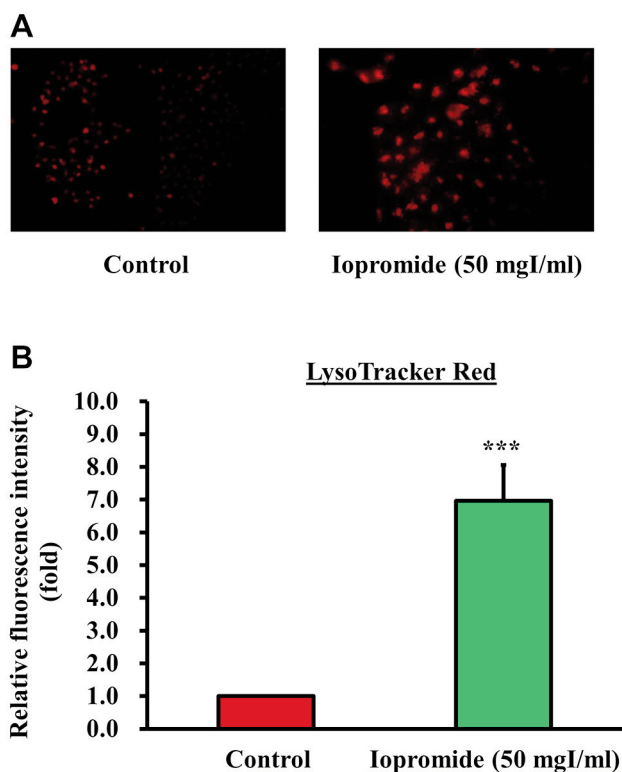 A
Control
Iopromide (50 mgI/ml)
B
LysoTracker Red
Relative fluorescence intensity
(fold)
10.0
9.0
8.0
7.0
6.0
5.0
4.0
3.0
2.0
1.0
0.0
***
Control
Iopromide (50 mgI/ml)